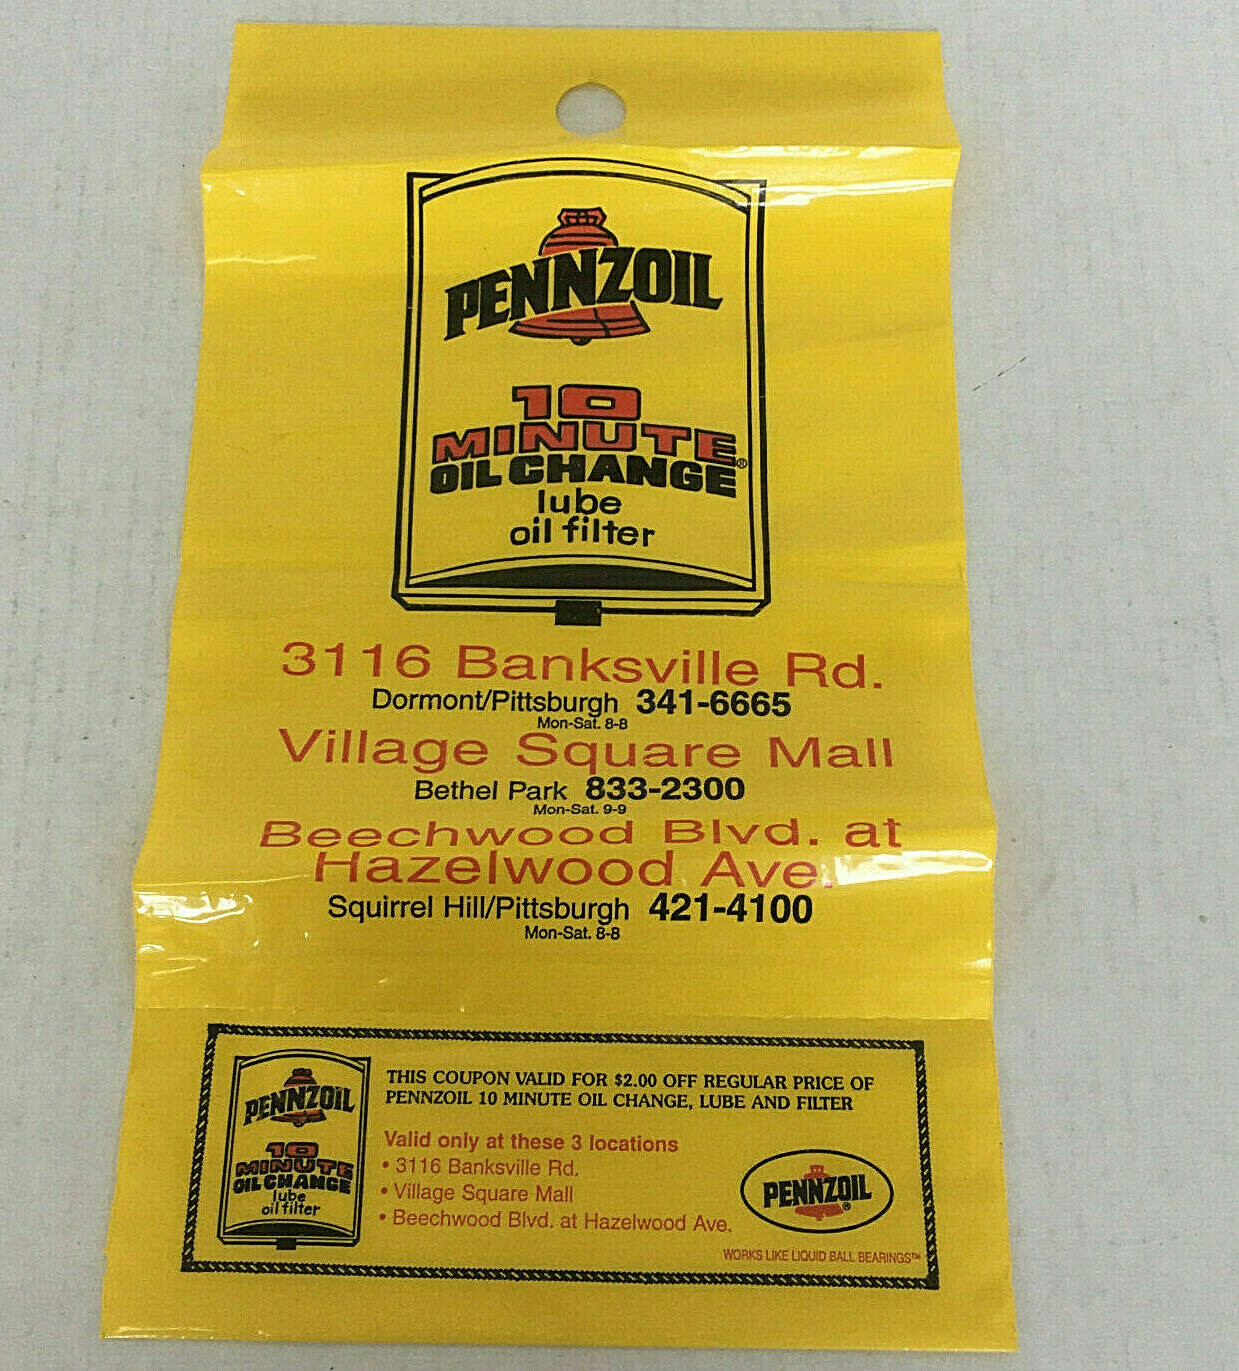 PENNZOIL
10
MINUTE
OIL CHANGE®
lube
oil filter
3116 Banksville Rd.
Dormont/Pittsburgh 341-6665
Mon-Sat. 8-8
Village Square Mall
Bethel Park 833-2300
Mon-Sat. 9-9
Beechwood Blvd. at
Hazelwood Ave.
Squirrel Hill/Pittsburgh 421-4100
Mon-Sat. 8-8
PENNZOIL
10
MINUTE
OIL CHANGE
lube
oil filter
THIS COUPON VALID FOR $2.00 OFF REGULAR PRICE OF
PENNZOIL 10 MINUTE OIL CHANGE, LUBE AND FILTER
Valid only at these 3 locations
• 3116 Banksville Rd.
• Village Square Mall
• Beechwood Blvd. at Hazelwood Ave.
PENNZOIL®
WORKS LIKE LIQUID BALL BEARINGS™